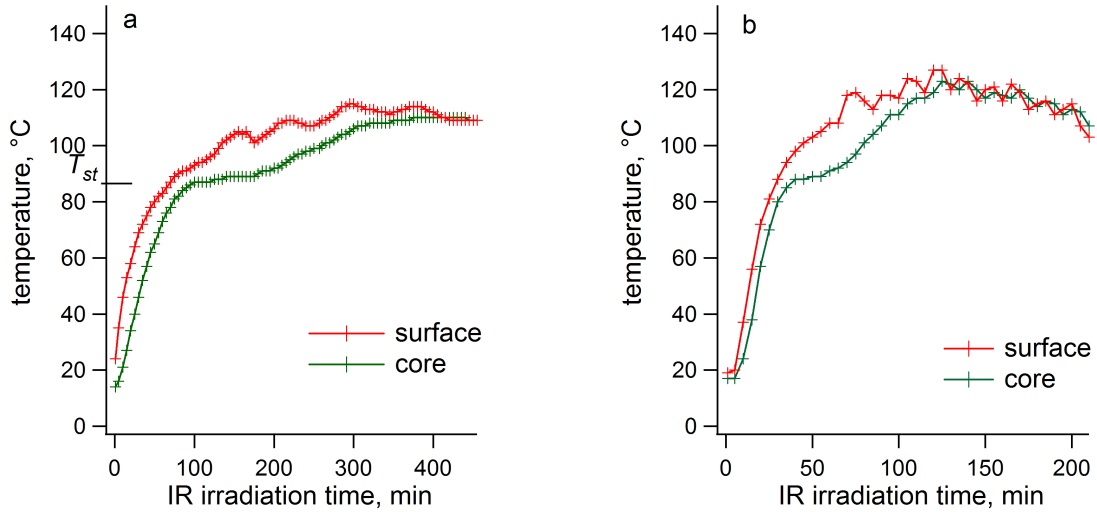 a
140
120
100
80
60
40
20
0
temperature, °C
Tst
surface
core
0 100 200 300 400
IR irradiation time, min
b
140
120
100
80
60
40
20
0
temperature, °C
surface
core
0 50 100 150 200
IR irradiation time, min